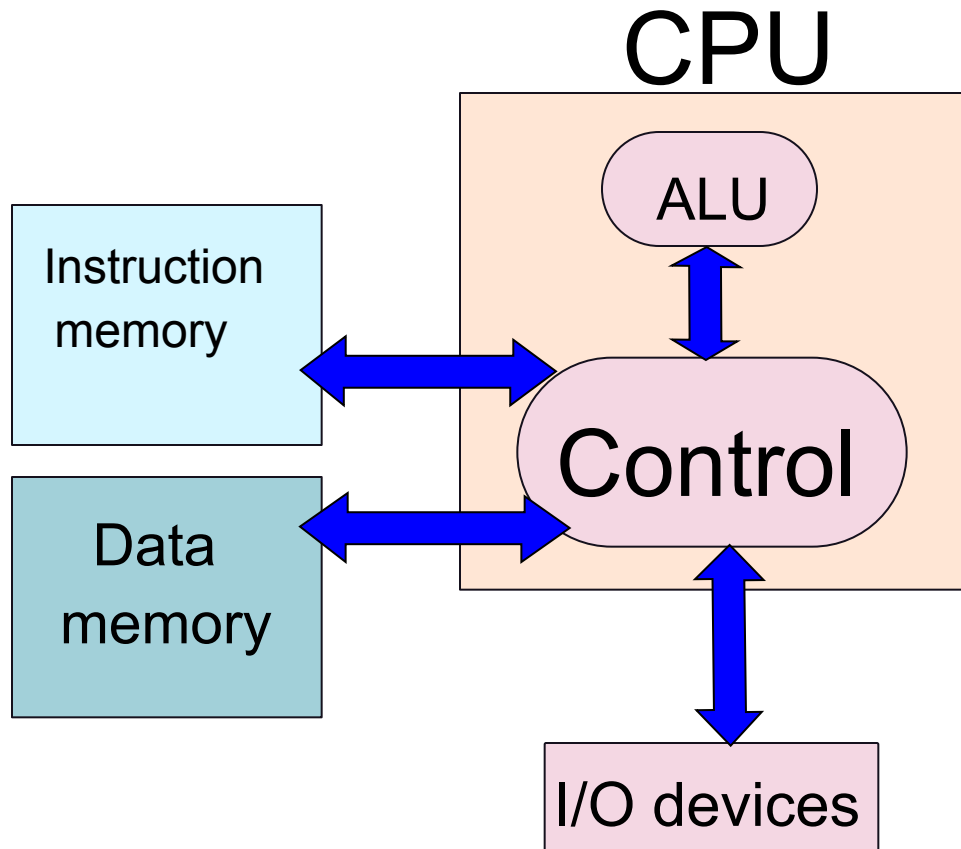 CPU
ALU
Instruction
memory
Control
Data
memory
I/O devices